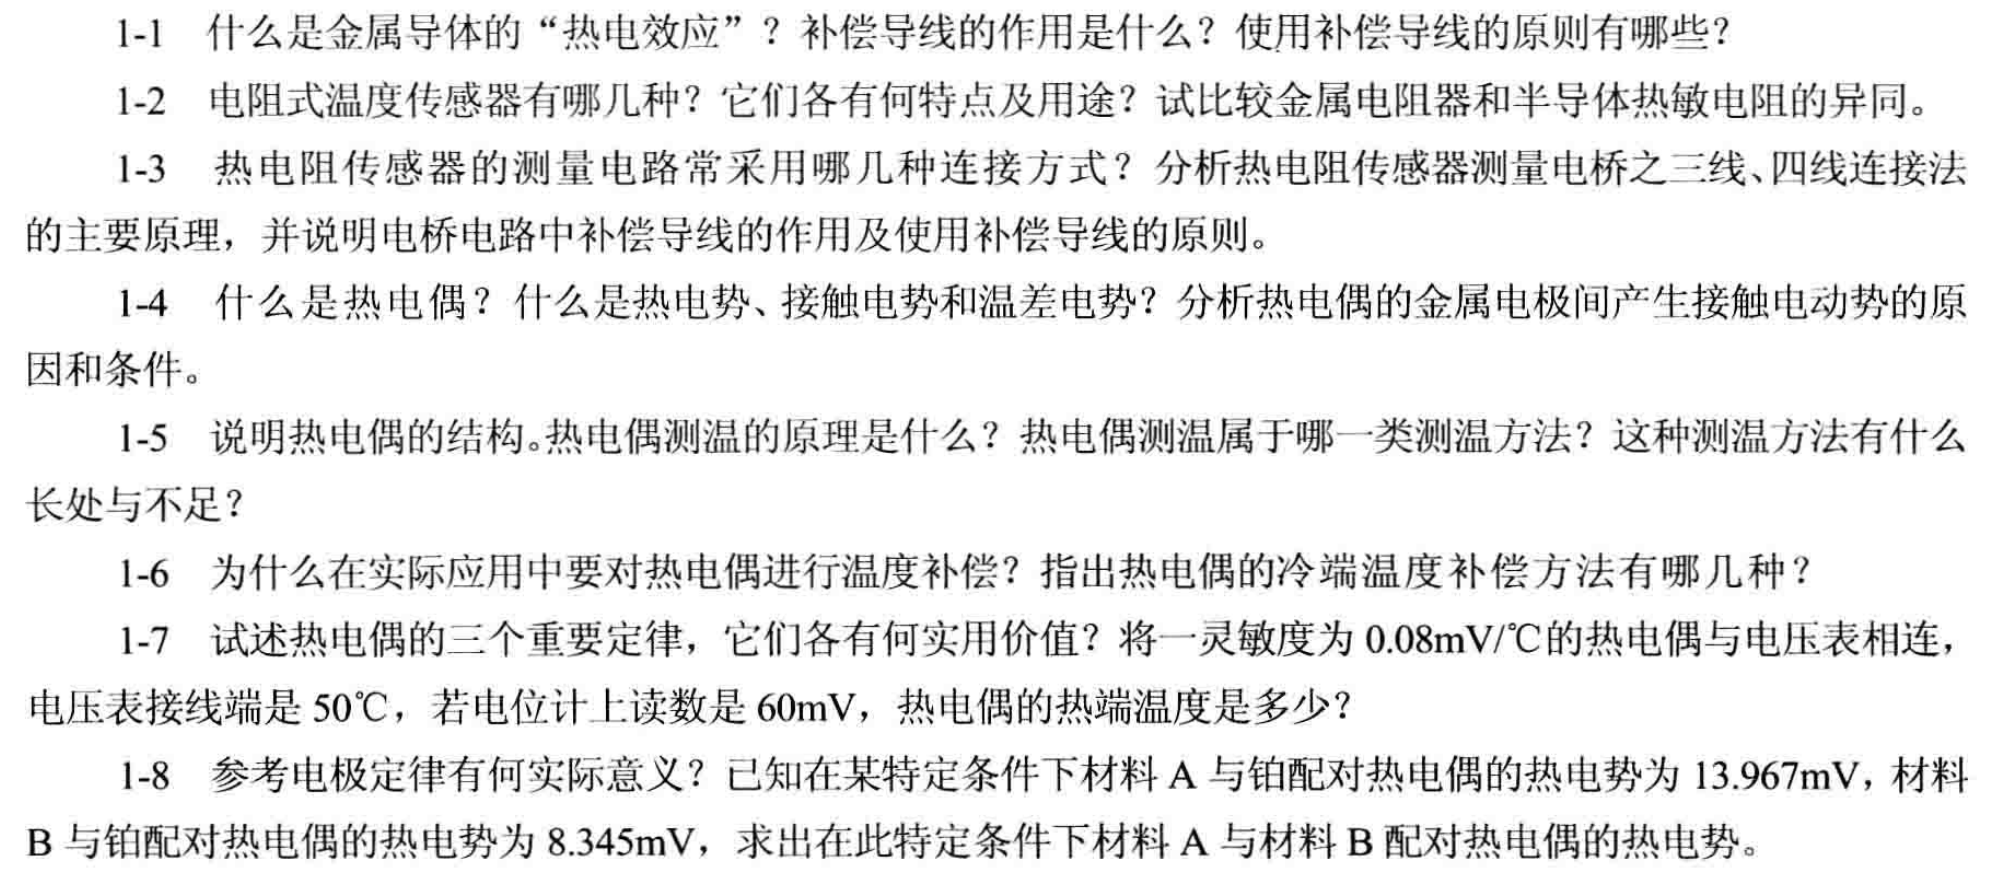 1-1 什么是金属导体的“热电效应”？补偿导线的作用是什么？使用补偿导线的原则有哪些？
1-2 电阻式温度传感器有哪几种？它们各有何特点及用途？试比较金属电阻器和半导体热敏电阻的异同。
1-3 热电阻传感器的测量电路常采用哪几种连接方式？分析热电阻传感器测量电桥之三线、四线连接法
的主要原理，并说明电桥电路中补偿导线的作用及使用补偿导线的原则。
1-4 什么是热电偶？什么是热电势、接触电势和温差电势？分析热电偶的金属电极间产生接触电动势的原
因和条件。
1-5 说明热电偶的结构。热电偶测温的原理是什么？热电偶测温属于哪一类测温方法？这种测温方法有什么
长处与不足？
1-6 为什么在实际应用中要对热电偶进行温度补偿？指出热电偶的冷端温度补偿方法有哪几种？
1-7 试述热电偶的三个重要定律，它们各有何实用价值？将一灵敏度为 0.08mV/℃的热电偶与电压表相连，
电压表接线端是 50℃，若电位计上读数是 60mV，热电偶的热端温度是多少？
1-8 参考电极定律有何实际意义？已知在某特定条件下材料 A 与铂配对热电偶的热电势为 13.967mV，材料
B 与铂配对热电偶的热电势为 8.345mV，求出在此特定条件下材料 A 与材料 B 配对热电偶的热电势。